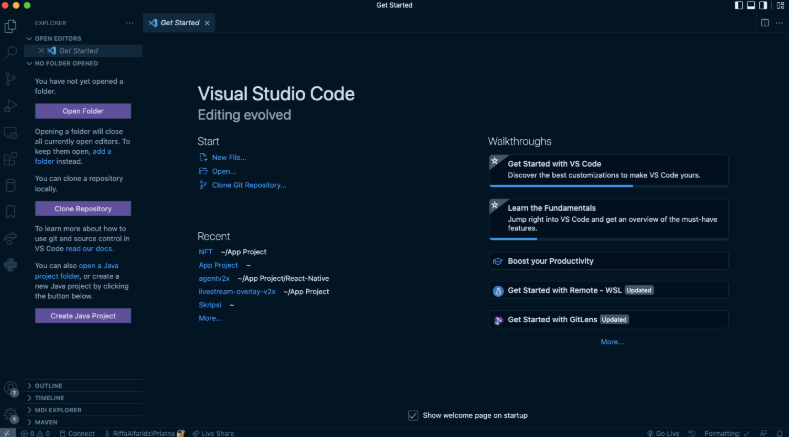 Get Started
EXPLORER
Get Started
OPEN EDITORS
Get Started
NO FOLDER OPENED
You have not yet opened a
folder.
Open Folder
Opening a folder will close
all currently open editors. To
keep them open, add a
folder instead.
You can clone a repository
locally.
Clone Repository
To learn more about how to
use git and source control in
VS Code read our docs.
You can also open a Java
project folder, or create a
new Java project by clicking
the button below.
Create Java Project
OUTLINE
TIMELINE
MDI EXPLORER
MAVEN
Visual Studio Code
Editing evolved
Start
New File...
Open...
Clone Git Repository...
Recent
NFT ~/App Project
App Project ~
agentv2x ~/App Project/React-Native
livestream-overlay-v2x ~/App Project
Skripsi ~
More...
Walkthroughs
Get Started with VS Code
Discover the best customizations to make VS Code yours.
Learn the Fundamentals
Jump right into VS Code and get an overview of the must-have
features.
Boost your Productivity
Get Started with Remote - WSL Updated
Get Started with GitLens Updated
More...
Show welcome page on startup
1
1
0 0 Connect RiffaAlfaridziPriatna Live Share Go Live Formatting: